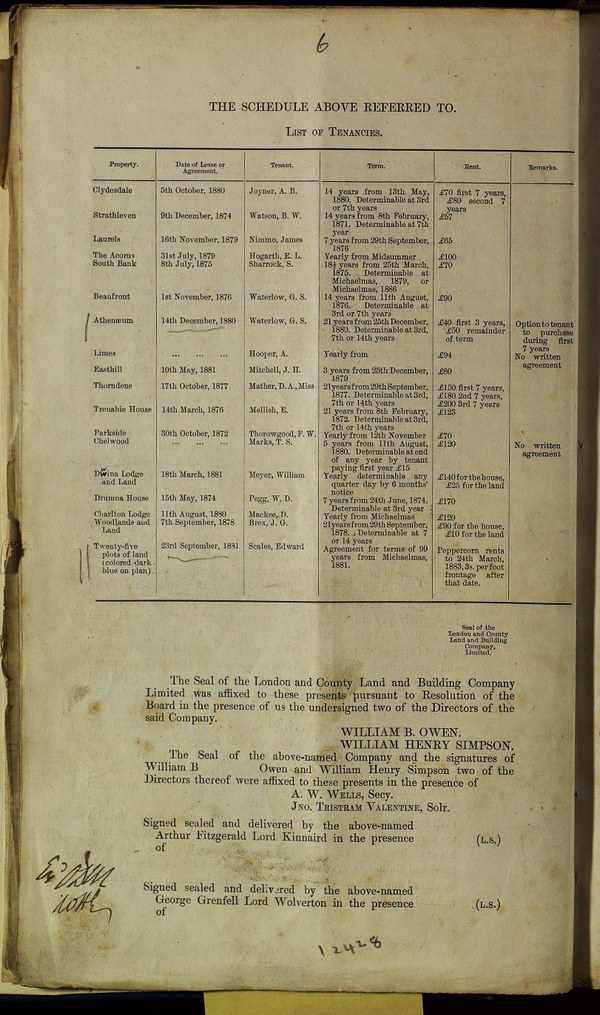 6
THE SCHEDULE ABOVE REFERRED TO.
LIST OF TENANCIES.
Property. Date of Lease or Agreement. Tenant. Term. Rent. Remarks.
Clydesdale 5th October, 1880 Joyner, A. B. 14 years from 13th May, £70 first 7 years,
1880. Determinable at 3rd £80 second 7
or 7th years years
Strathleven 9th December, 1874 Watson, B. W. 14 years from 8th February, £57
1871. Determinable at 7th
year
Laurels 16th November, 1879 Nimmo, James 7 years from 29th September, £65
1876
The Acorns 31st July, 1879 Hogarth, E. L. Yearly from Midsummer £100
South Bank 8th July, 1875 Sharrock, S. 18½ years from 25th March, £70
1875. Determinable at
Michaelmas, 1879, or
Michaelmas, 1886
Beaufront 1st November, 1876 Waterlow, G. S. 14 years from 11th August, £90
1876. Determinable at
3rd or 7th years
Athenæum 14th December, 1880 Waterlow, G. S. 21 years from 25th December, £40 first 3 years, Option to tenant
1880. Determinable at 3rd, £50 remainder to purchase
7th or 14th years of term during first
7 years
Limes ... ... ... Hooper, A. Yearly from £94 No written
agreement
Easthill 10th May, 1881 Mitchell, J. H. 3 years from 25th December, £80
1879
Thorndene 17th October, 1877 Mather, D. A., Miss 21 years from 29th September, £150 first 7 years,
1877. Determinable at 3rd, £180 2nd 7 years,
7th or 14th years £200 3rd 7 years
Trenabie House 14th March, 1876 Mellish, E. 21 years from 8th February, £123
1872. Determinable at 3rd,
7th or 14th years
Parkside 30th October, 1872 Thorowgood, F. W. Yearly from 12th November £70
Chelwood ... ... ... Marks, T. S. 5 years from 11th August, £120 No written
1880. Determinable at end agreement
of any year by tenant
paying first year £15
Dwina Lodge 18th March, 1881 Meyer, William Yearly determinable any £140 for the house,
and Land quarter day by 6 months' £25 for the land
notice
Drumna House 15th May, 1874 Pegg, W. D. 7 years from 24th June, 1874. £170
Determinable at 3rd year
Charlton Lodge 11th August, 1880 Mackee, D. Yearly from Michaelmas £120
Woodlands and 7th September, 1878 Brex, J. G. 21 years from 29th September, £90 for the house,
Land 1878. Determinable at 7 £10 for the land
or 14 years
Twenty-five 23rd September, 1881 Scales, Edward Agreement for terms of 99 Peppercorn rents
plots of land years from Michaelmas, to 24th March,
(colored dark 1881. 1883, 3s. per foot
blue on plan). frontage after
that date.
Seal of the
London and County
Land and Building
Company,
Limited.
The Seal of the London and County Land and Building Company
Limited was affixed to these presents pursuant to Resolution of the
Board in the presence of us the undersigned two of the Directors of the
said Company.
WILLIAM B. OWEN.
WILLIAM HENRY SIMPSON.
The Seal of the above-named Company and the signatures of
William B Owen and William Henry Simpson two of the
Directors thereof were affixed to these presents in the presence of
A. W. WELLS, Secy.
JNO. TRISTRAM VALENTINE, Solr.
Signed sealed and delivered by the above-named
Arthur Fitzgerald Lord Kinnaird in the presence (L.S.)
of
Signed sealed and delivered by the above-named
George Grenfell Lord Wolverton in the presence (L.S.)
of
12428